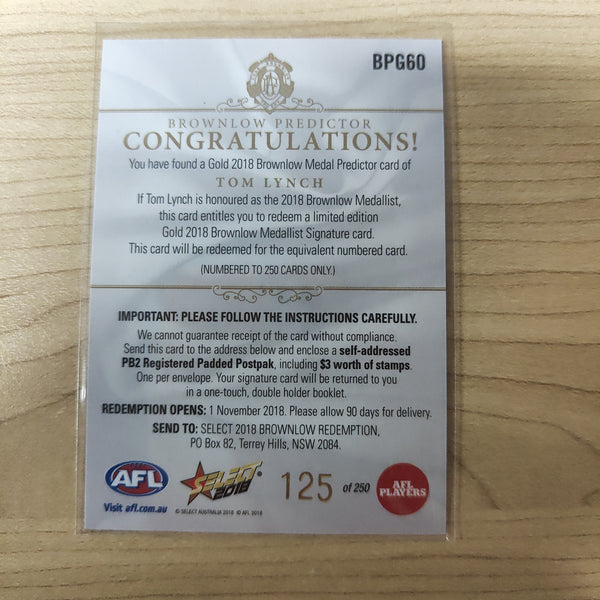 BPG60
BROWNLOW PREDICTOR
CONGRATULATIONS!
You have found a Gold 2018 Brownlow Medal Predictor card of
TOM LYNCH
If Tom Lynch is honoured as the 2018 Brownlow Medallist,
this card entitles you to redeem a limited edition
Gold 2018 Brownlow Medallist Signature card.
This card will be redeemed for the equivalent numbered card.
(NUMBERED TO 250 CARDS ONLY.)
IMPORTANT: PLEASE FOLLOW THE INSTRUCTIONS CAREFULLY.
We cannot guarantee receipt of the card without compliance.
Send this card to the address below and enclose a self-addressed
PB2 Registered Padded Postpak, including $3 worth of stamps.
One per envelope. Your signature card will be returned to you
in a one-touch, double holder booklet.
REDEMPTION OPENS: 1 November 2018. Please allow 90 days for delivery.
SEND TO: SELECT 2018 BROWNLOW REDEMPTION,
PO Box 82, Terrey Hills, NSW 2084.
AFL
Visit afl.com.au
SELECT
2018
© SELECT AUSTRALIA 2018 © AFL 2018
125 of 250
AFL
PLAYERS